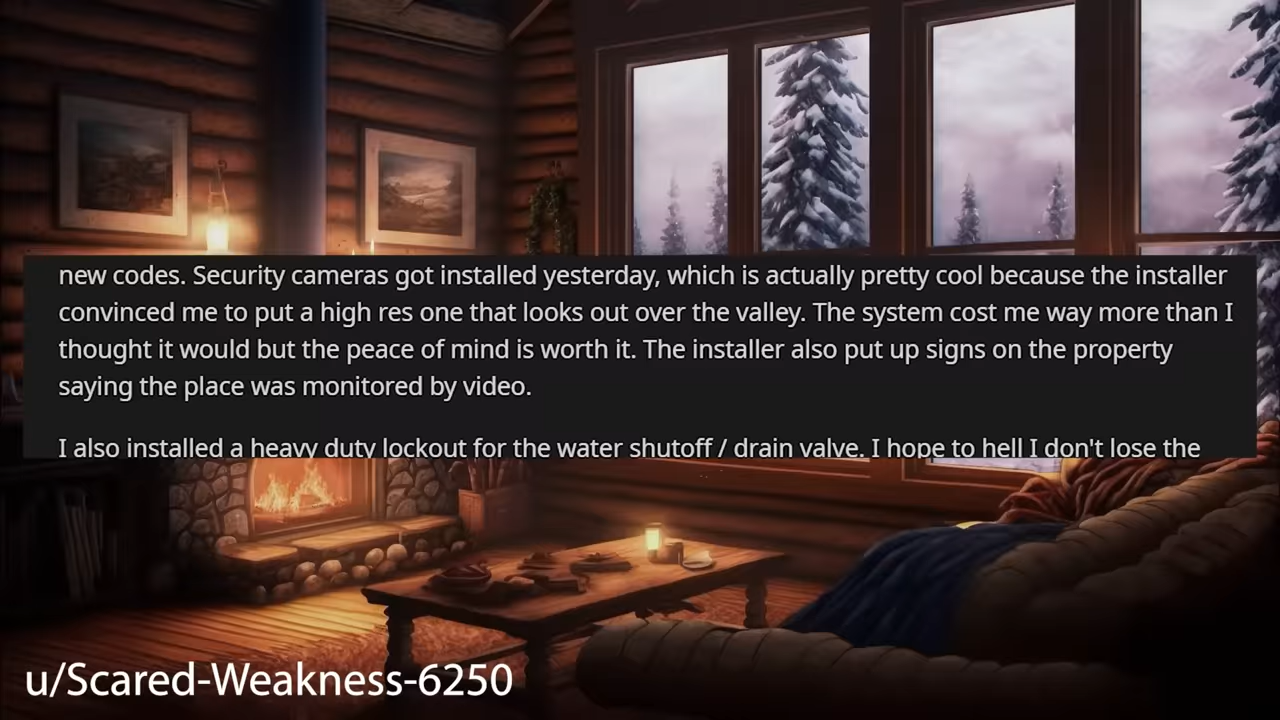 new codes. Security cameras got installed yesterday, which is actually pretty cool because the installer
convinced me to put a high res one that looks out over the valley. The system cost me way more than I
thought it would but the peace of mind is worth it. The installer also put up signs on the property
saying the place was monitored by video.
I also installed a heavy duty lockout for the water shutoff / drain valve. I hope to hell I don't lose the
u/Scared-Weakness-6250